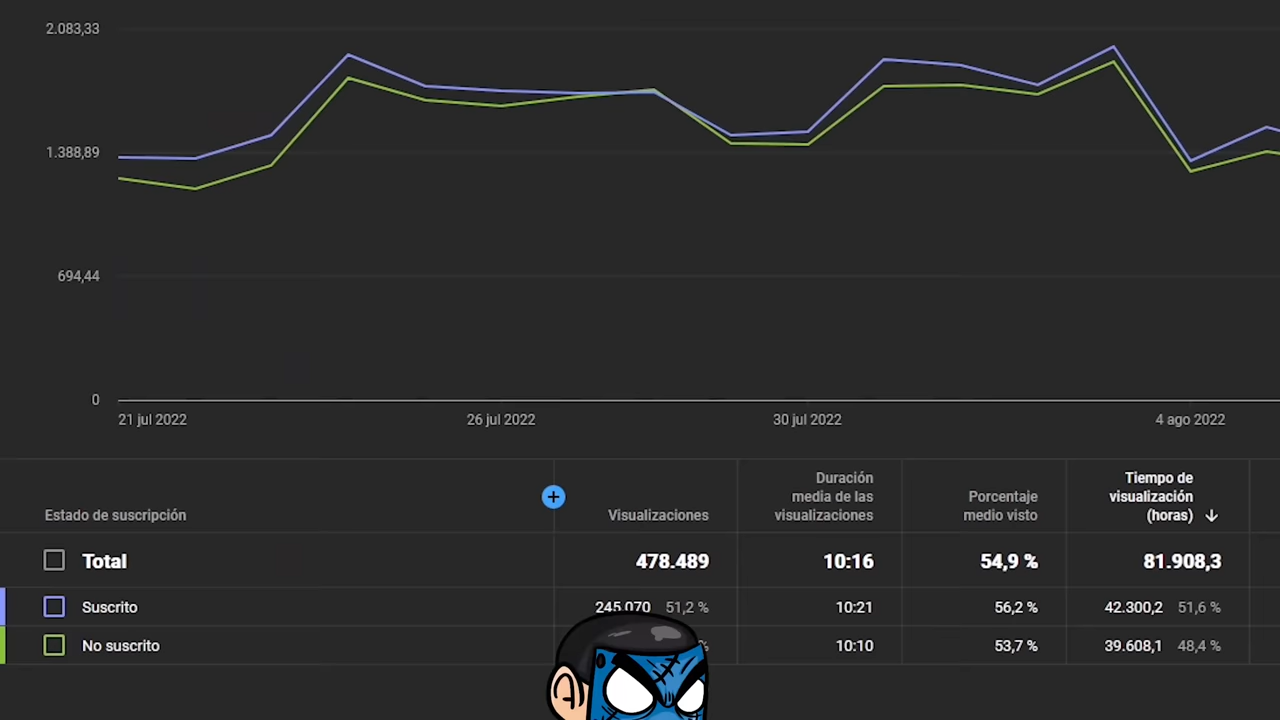 2.083,33
1.388,89
694,44
0
21 jul 2022 26 jul 2022 30 jul 2022 4 ago 2022
Estado de suscripción Visualizaciones Duración media de las visualizaciones Porcentaje medio visto Tiempo de visualización (horas)
Total 478.489 10:16 54,9 % 81.908,3
Suscrito 245.070 51,2 % 10:21 56,2 % 42.300,2 51,6 %
No suscrito % 10:10 53,7 % 39.608,1 48,4 %